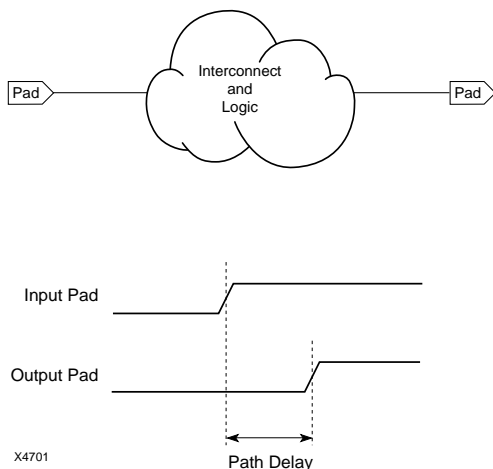 Pad
Interconnect
and
Logic
Pad
Input Pad
Output Pad
X4701
Path Delay